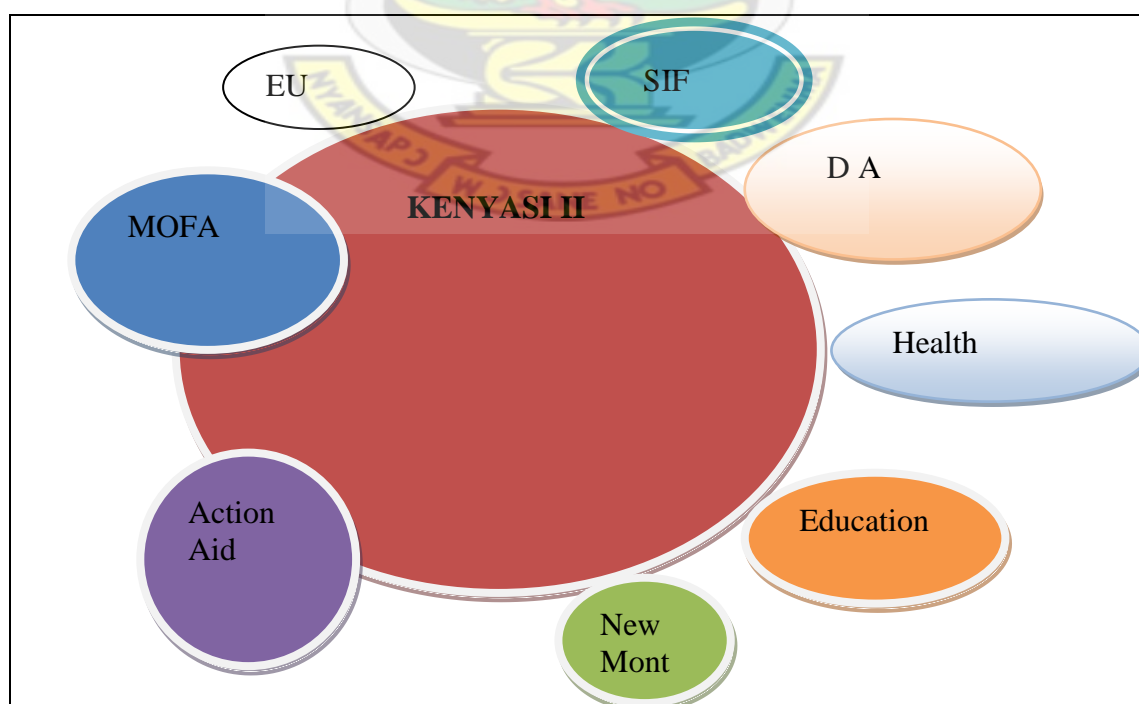 EU
SIF
D A
MOFA
KENYASI II
Health
Action
Aid
Education
New
Mont